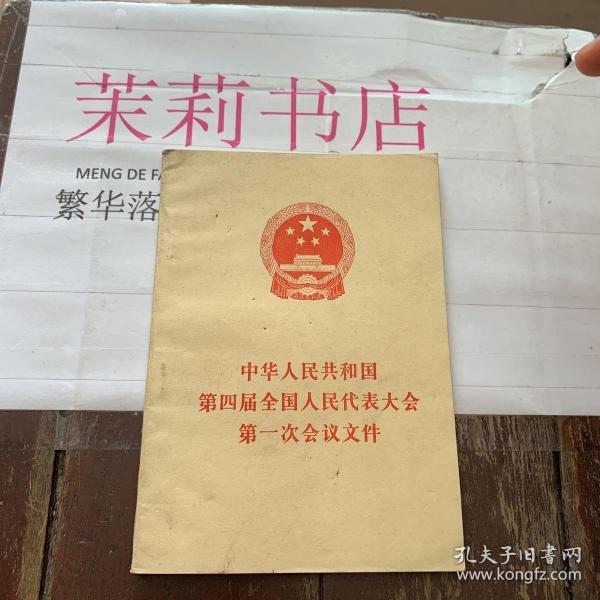 茉莉书店
MENG DE FA
繁华落
中华人民共和国
第四届全国人民代表大会
第一次会议文件
孔夫子旧书网
www.kongfz.com